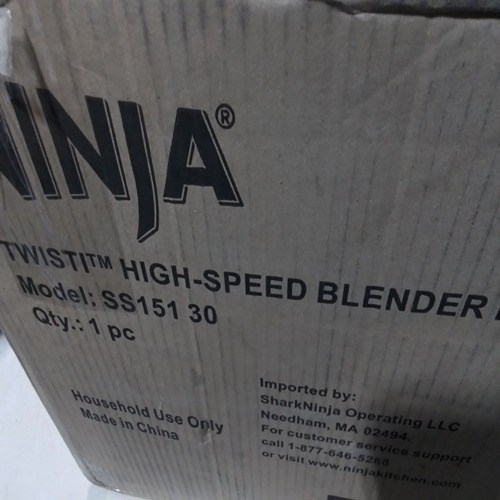 NINJA®
TWISTI™ HIGH-SPEED BLENDER
Model: SS151 30
Qty.: 1 pc
Household Use Only
Made in China
Imported by:
SharkNinja Operating LLC
Needham, MA 02494.
For customer service support
call 1-877-646-5288
or visit www.ninjakitchen.com